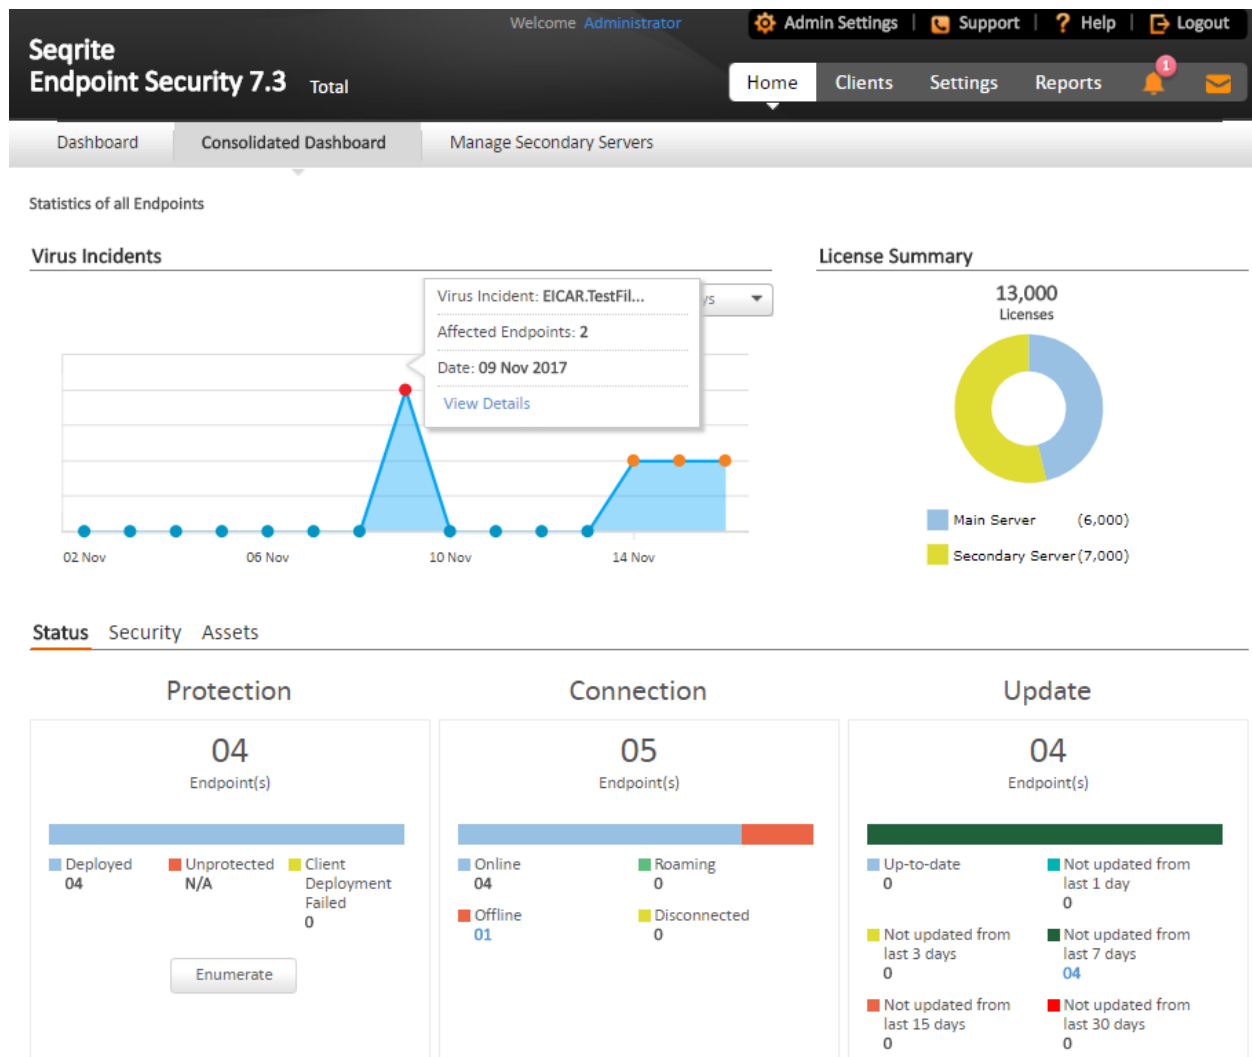 Welcome Administrator
Admin Settings | Support | ? Help | Logout
Seqrite
Endpoint Security 7.3 Total
Home Clients Settings Reports 1
Dashboard Consolidated Dashboard Manage Secondary Servers
Statistics of all Endpoints
Virus Incidents
License Summary
Virus Incident: EICAR.TestFil...
Affected Endpoints: 2
Date: 09 Nov 2017
View Details
13,000
Licenses
02 Nov 06 Nov 10 Nov 14 Nov
Main Server (6,000)
Secondary Server (7,000)
Status Security Assets
Protection
04
Endpoint(s)
Deployed
04
Unprotected
N/A
Client
Deployment
Failed
0
Enumerate
Connection
05
Endpoint(s)
Online
04
Roaming
0
Offline
01
Disconnected
0
Update
04
Endpoint(s)
Up-to-date
0
Not updated from
last 1 day
0
Not updated from
last 3 days
0
Not updated from
last 7 days
04
Not updated from
last 15 days
0
Not updated from
last 30 days
0